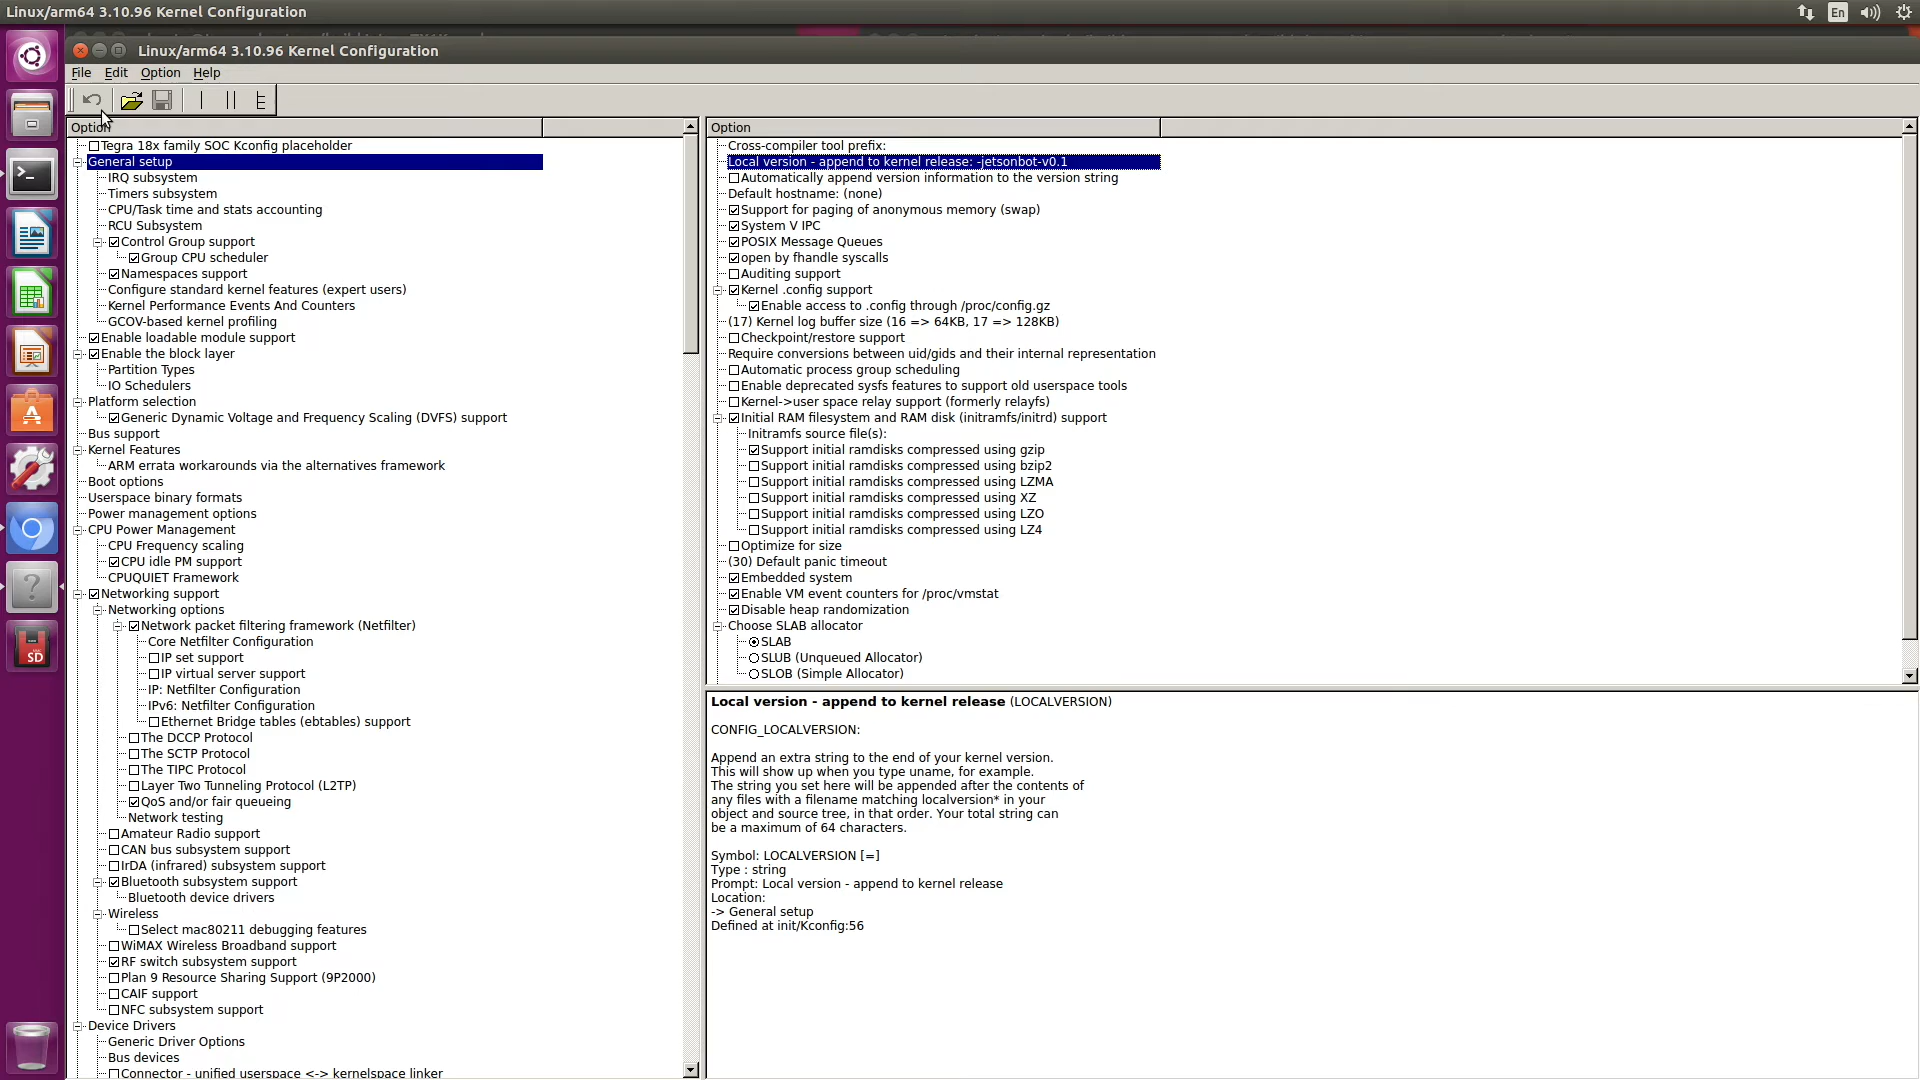 Linux/arm64 3.10.96 Kernel Configuration
En
Linux/arm64 3.10.96 Kernel Configuration
File Edit Option Help
Option
Tegra 18x family SOC Kconfig placeholder
General setup
IRQ subsystem
Timers subsystem
CPU/Task time and stats accounting
RCU Subsystem
Control Group support
Group CPU scheduler
Namespaces support
Configure standard kernel features (expert users)
Kernel Performance Events And Counters
GCOV-based kernel profiling
Enable loadable module support
Enable the block layer
Partition Types
IO Schedulers
Platform selection
Generic Dynamic Voltage and Frequency Scaling (DVFS) support
Bus support
Kernel Features
ARM errata workarounds via the alternatives framework
Boot options
Userspace binary formats
Power management options
CPU Power Management
CPU Frequency scaling
CPU idle PM support
CPUQUIET Framework
Networking support
Networking options
Network packet filtering framework (Netfilter)
Core Netfilter Configuration
IP set support
IP virtual server support
IP: Netfilter Configuration
IPv6: Netfilter Configuration
Ethernet Bridge tables (ebtables) support
The DCCP Protocol
The SCTP Protocol
The TIPC Protocol
Layer Two Tunneling Protocol (L2TP)
QoS and/or fair queueing
Network testing
Amateur Radio support
CAN bus subsystem support
IrDA (infrared) subsystem support
Bluetooth subsystem support
Bluetooth device drivers
Wireless
Select mac80211 debugging features
WiMAX Wireless Broadband support
RF switch subsystem support
Plan 9 Resource Sharing Support (9P2000)
CAIF support
NFC subsystem support
Device Drivers
Generic Driver Options
Bus devices
Connector - unified userspace <-> kernelspace linker
Option
Cross-compiler tool prefix:
Local version - append to kernel release: -jetsonbot-v0.1
Automatically append version information to the version string
Default hostname: (none)
Support for paging of anonymous memory (swap)
System V IPC
POSIX Message Queues
open by fhandle syscalls
Auditing support
Kernel .config support
Enable access to .config through /proc/config.gz
(17) Kernel log buffer size (16 => 64KB, 17 => 128KB)
Checkpoint/restore support
Require conversions between uid/gids and their internal representation
Automatic process group scheduling
Enable deprecated sysfs features to support old userspace tools
Kernel->user space relay support (formerly relayfs)
Initial RAM filesystem and RAM disk (initramfs/initrd) support
Initramfs source file(s):
Support initial ramdisks compressed using gzip
Support initial ramdisks compressed using bzip2
Support initial ramdisks compressed using LZMA
Support initial ramdisks compressed using XZ
Support initial ramdisks compressed using LZO
Support initial ramdisks compressed using LZ4
Optimize for size
(30) Default panic timeout
Embedded system
Enable VM event counters for /proc/vmstat
Disable heap randomization
Choose SLAB allocator
SLAB
SLUB (Unqueued Allocator)
SLOB (Simple Allocator)
Local version - append to kernel release (LOCALVERSION)
CONFIG_LOCALVERSION:
Append an extra string to the end of your kernel version.
This will show up when you type uname, for example.
The string you set here will be appended after the contents of
any files with a filename matching localversion* in your
object and source tree, in that order. Your total string can
be a maximum of 64 characters.
Symbol: LOCALVERSION [=]
Type : string
Prompt: Local version - append to kernel release
Location:
-> General setup
Defined at init/Kconfig:56
SD